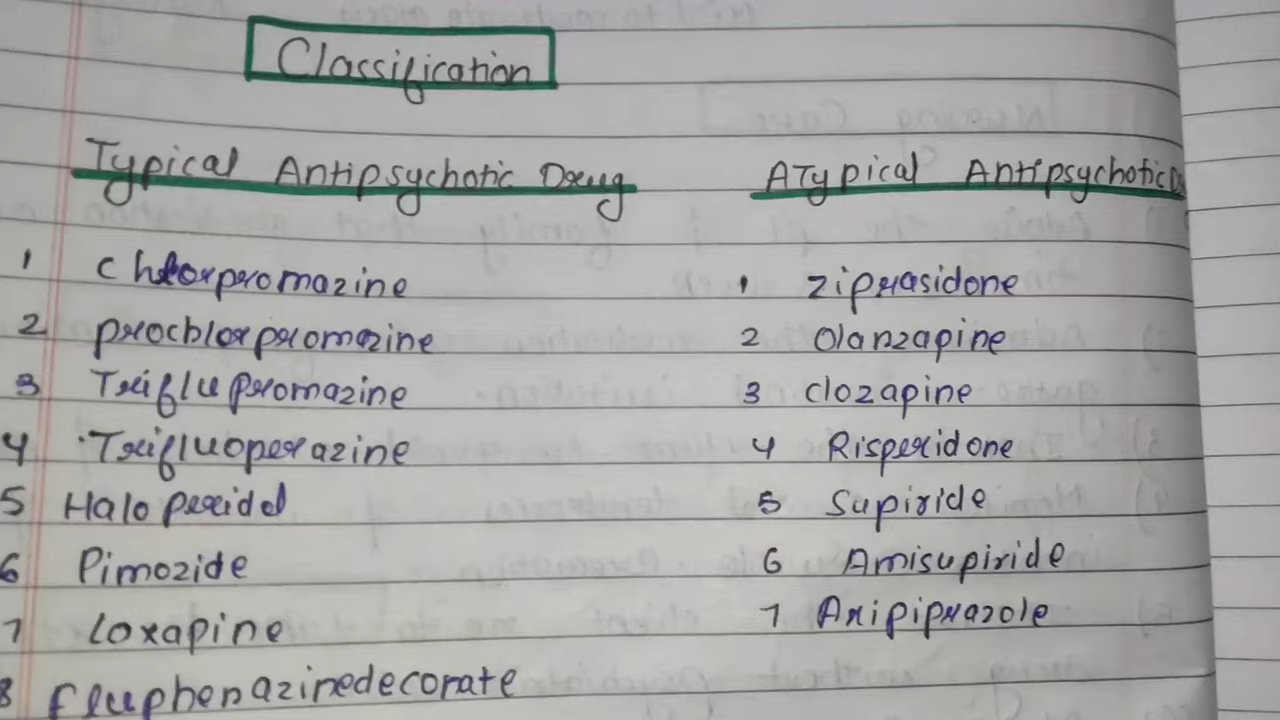 Classification
Typical Antipsychotic Drug
1 Chlorpromazine
2 prochlorpromazine
3 Triflupromazine
4 Trifluoperazine
5 Haloperidol
6 Pimozide
7 loxapine
8 fluphenazinedecorate
ATypical Antipsychotic
1 Ziprasidone
2 Olanzapine
3 Clozapine
4 Risperidone
5 Supiride
6 Amisupiride
7 Aripiprazole